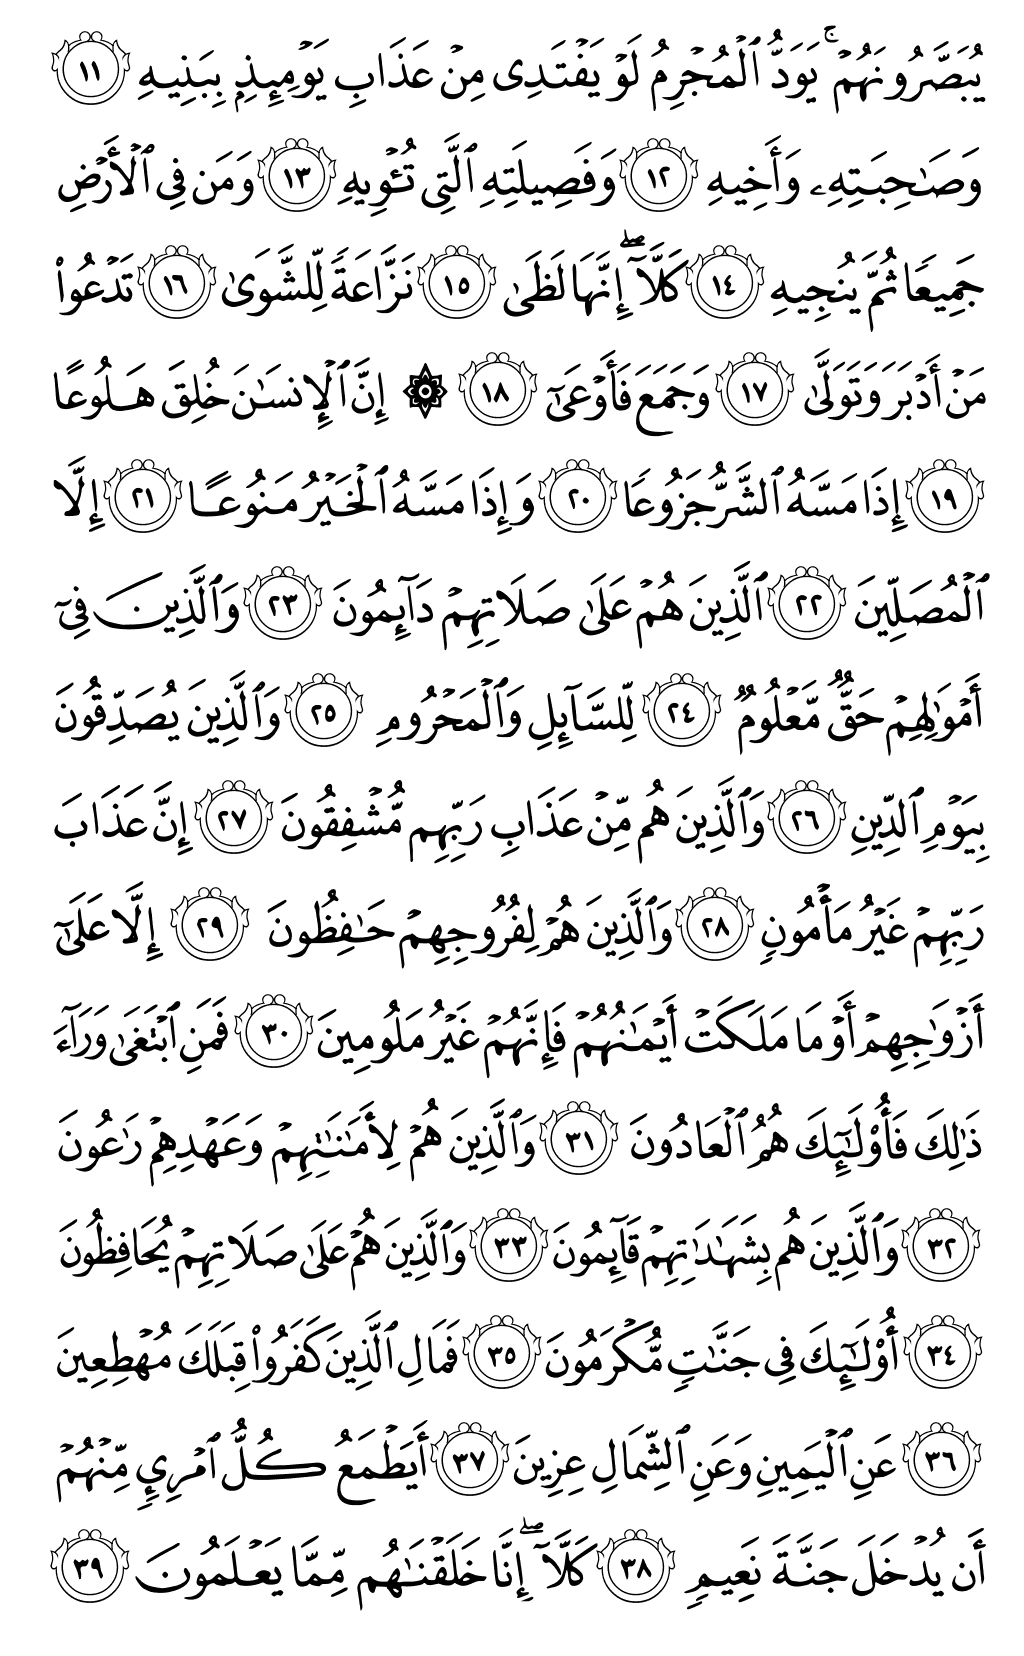 يُبَصَّرُونَهُمْ ۚ يَوَدُّ ٱلْمُجْرِمُ لَوْ يَفْتَدِى مِنْ عَذَابِ يَوْمِئِذٍۭ بِبَنِيهِ ١١
وَصَـٰحِبَتِهِۦ وَأَخِيهِ ١٢ وَفَصِيلَتِهِ ٱلَّتِى تُـْٔوِيهِ ١٣ وَمَن فِى ٱلْأَرْضِ
جَمِيعًا ثُمَّ يُنجِيهِ ١٤ كَلَّآ ۖ إِنَّهَا لَظَىٰ ١٥ نَزَّاعَةً لِّلشَّوَىٰ ١٦ تَدْعُوا۟
مَنْ أَدْبَرَ وَتَوَلَّىٰ ١٧ وَجَمَعَ فَأَوْعَىٰٓ ١٨ ۞ إِنَّ ٱلْإِنسَـٰنَ خُلِقَ هَلُوعًا
١٩ إِذَا مَسَّهُ ٱلشَّرُّ جَزُوعًا ٢٠ وَإِذَا مَسَّهُ ٱلْخَيْرُ مَنُوعًا ٢١ إِلَّا
ٱلْمُصَلِّينَ ٢٢ ٱلَّذِينَ هُمْ عَلَىٰ صَلَاتِهِمْ دَآئِمُونَ ٢٣ وَٱلَّذِينَ فِىٓ
أَمْوَٰلِهِمْ حَقٌّ مَّعْلُومٌ ٢٤ لِّلسَّآئِلِ وَٱلْمَحْرُومِ ٢٥ وَٱلَّذِينَ يُصَدِّقُونَ
بِيَوْمِ ٱلدِّينِ ٢٦ وَٱلَّذِينَ هُم مِّنْ عَذَابِ رَبِّهِم مُّشْفِقُونَ ٢٧ إِنَّ عَذَابَ
رَبِّهِمْ غَيْرُ مَأْمُونٍ ٢٨ وَٱلَّذِينَ هُمْ لِفُرُوجِهِمْ حَـٰفِظُونَ ٢٩ إِلَّا عَلَىٰٓ
أَزْوَٰجِهِمْ أَوْ مَا مَلَكَتْ أَيْمَـٰنُهُمْ فَإِنَّهُمْ غَيْرُ مَلُومِينَ ٣٠ فَمَنِ ٱبْتَغَىٰ وَرَآءَ
ذَٰلِكَ فَأُو۟لَـٰٓئِكَ هُمُ ٱلْعَادُونَ ٣١ وَٱلَّذِينَ هُمْ لِأَمَـٰنَـٰتِهِمْ وَعَهْدِهِمْ رَٰعُونَ
٣٢ وَٱلَّذِينَ هُم بِشَهَـٰدَٰتِهِمْ قَآئِمُونَ ٣٣ وَٱلَّذِينَ هُمْ عَلَىٰ صَلَاتِهِمْ يُحَافِظُونَ
٣٤ أُو۟لَـٰٓئِكَ فِى جَنَّـٰتٍ مُّكْرَمُونَ ٣٥ فَمَالِ ٱلَّذِينَ كَفَرُوا۟ قِبَلَكَ مُهْطِعِينَ
٣٦ عَنِ ٱلْيَمِينِ وَعَنِ ٱلشِّمَالِ عِزِينَ ٣٧ أَيَطْمَعُ كُلُّ ٱمْرِئٍ مِّنْهُمْ
أَن يُدْخَلَ جَنَّةَ نَعِيمٍ ٣٨ كَلَّآ ۖ إِنَّا خَلَقْنَـٰهُم مِّمَّا يَعْلَمُونَ ٣٩